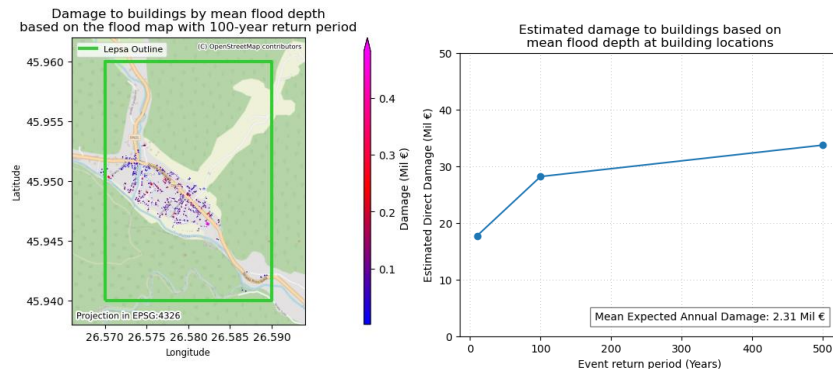 Damage to buildings by mean flood depth
based on the flood map with 100-year return period
Lepsa Outline
(C) OpenStreetMap contributors
45.960
45.955
45.950
45.945
45.940
Latitude
Projection in EPSG:4326
26.570 26.575 26.580 26.585 26.590
Longitude
0.4
0.3
0.2
0.1
Damage (Mil €)
Estimated damage to buildings based on
mean flood depth at building locations
50
40
30
20
10
0
Estimated Direct Damage (Mil €)
Mean Expected Annual Damage: 2.31 Mil €
0 100 200 300 400 500
Event return period (Years)